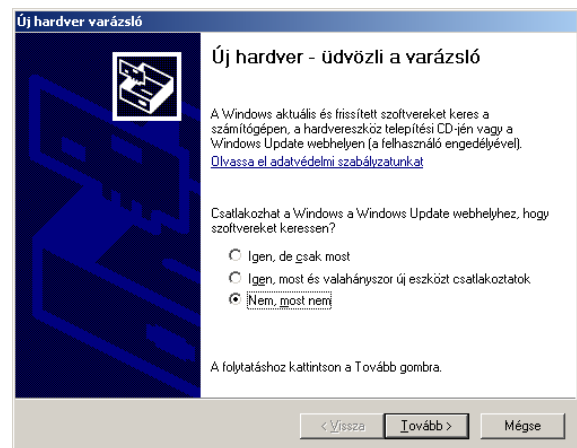 Új hardver varázsló
Új hardver - üdvözli a varázsló
A Windows aktuális és frissített szoftvereket keres a
számítógépen, a hardvereszköz telepítési CD-jén vagy a
Windows Update webhelyen (a felhasználó engedélyével).
Olvassa el adatvédelmi szabályzatunkat
Csatlakozhat a Windows a Windows Update webhelyhez, hogy
szoftvereket keressen?
Igen, de csak most
Igen, most és valahányszor új eszközt csatlakoztatok
Nem, most nem
A folytatáshoz kattintson a Tovább gombra.
< Vissza Tovább > Mégse